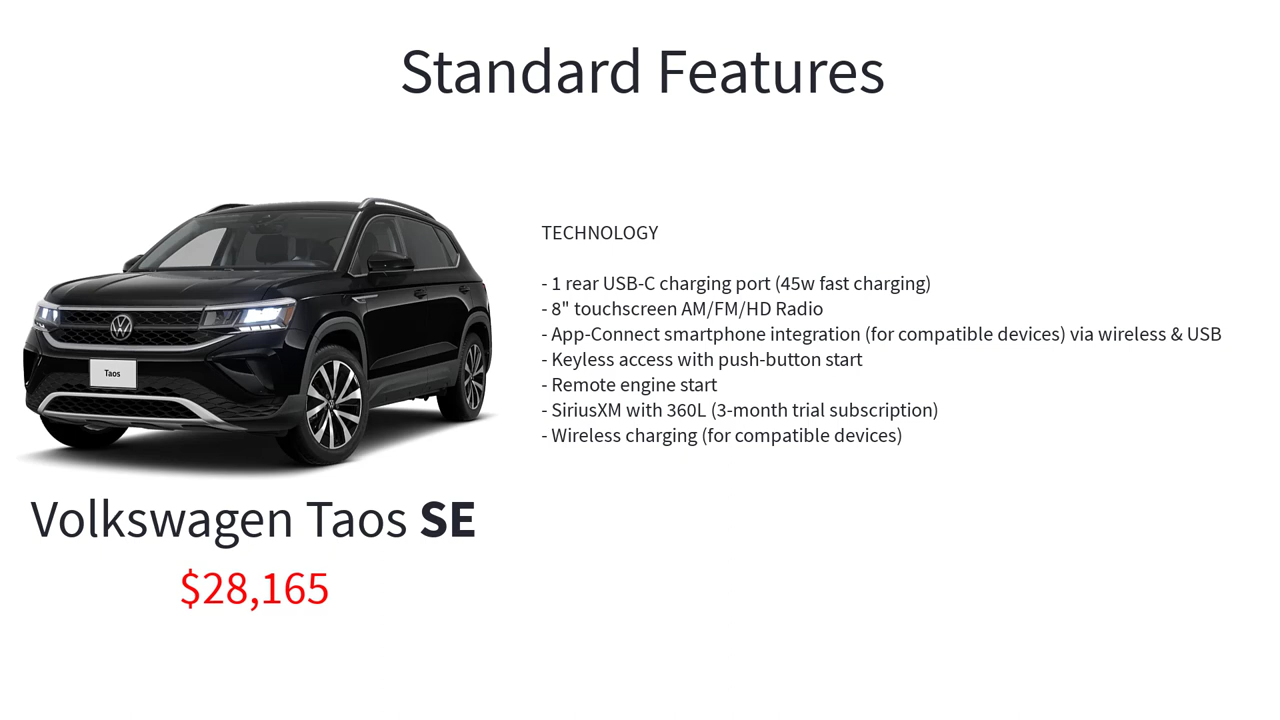 Standard Features
TECHNOLOGY
- 1 rear USB-C charging port (45w fast charging)
- 8" touchscreen AM/FM/HD Radio
- App-Connect smartphone integration (for compatible devices) via wireless & USB
- Keyless access with push-button start
- Remote engine start
- SiriusXM with 360L (3-month trial subscription)
- Wireless charging (for compatible devices)
Taos
Volkswagen Taos SE
$28,165